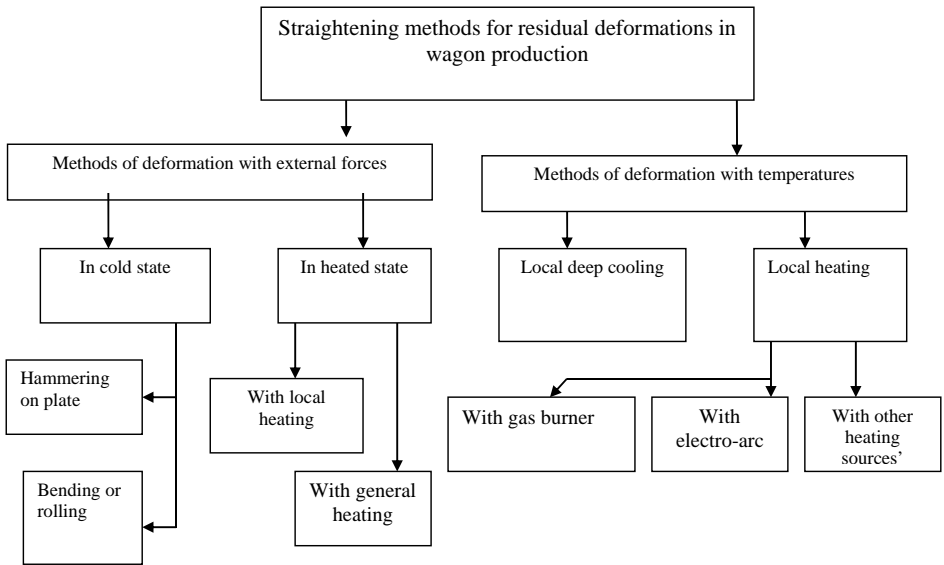 Straightening methods for residual deformations in
wagon production
Methods of deformation with external forces
Methods of deformation with temperatures
In cold state
In heated state
Local deep cooling
Local heating
Hammering
on plate
With local
heating
With gas burner
With
electro-arc
With other
heating
sources’
Bending or
rolling
With general
heating